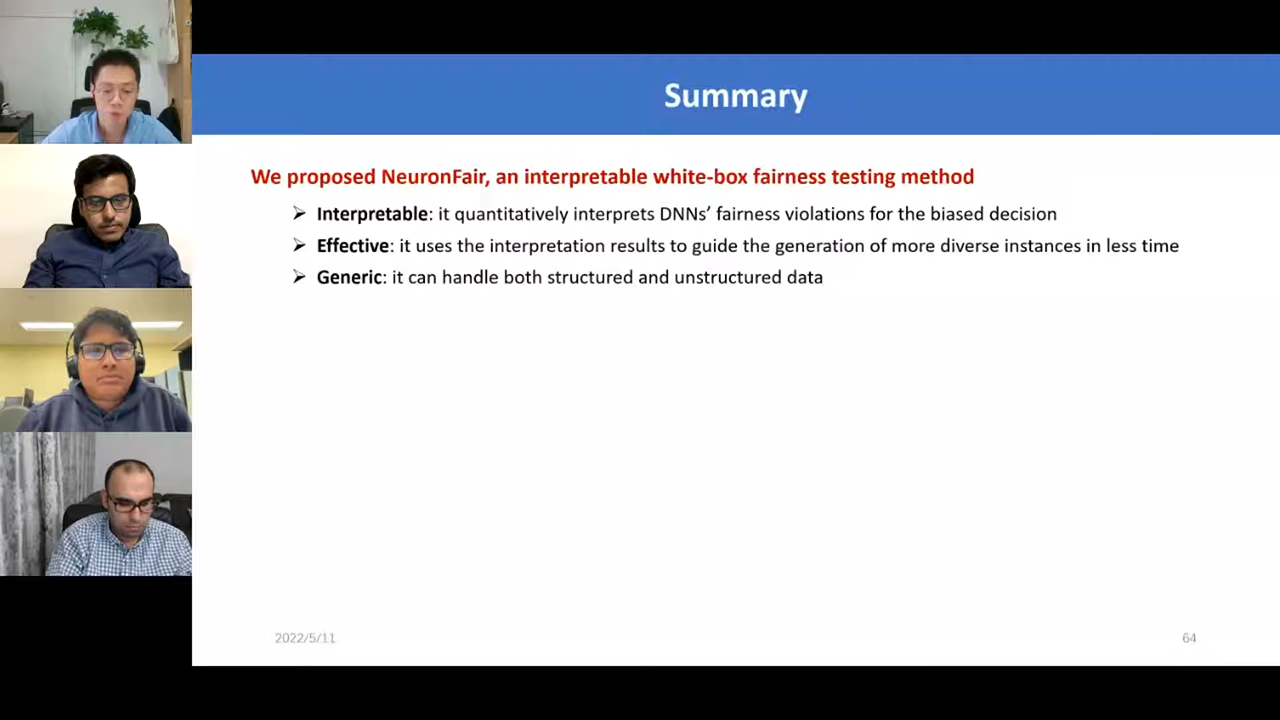 Summary
We proposed NeuronFair, an interpretable white-box fairness testing method
➢ Interpretable: it quantitatively interprets DNNs’ fairness violations for the biased decision
➢ Effective: it uses the interpretation results to guide the generation of more diverse instances in less time
➢ Generic: it can handle both structured and unstructured data
2022/5/11
64